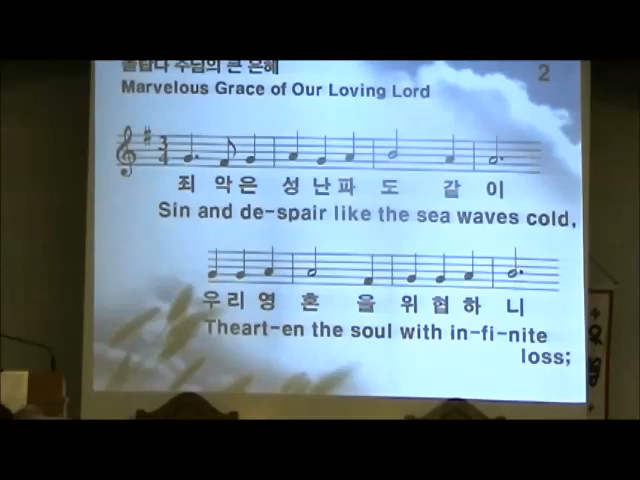 놀랍다 주님의 큰 은혜
2
Marvelous Grace of Our Loving Lord
죄 악은 성 난파 도 같 이
Sin and de-spair like the sea waves cold,
우리 영 혼 을 위 협 하 니
Theart-en the soul with in-fi-nite
loss;